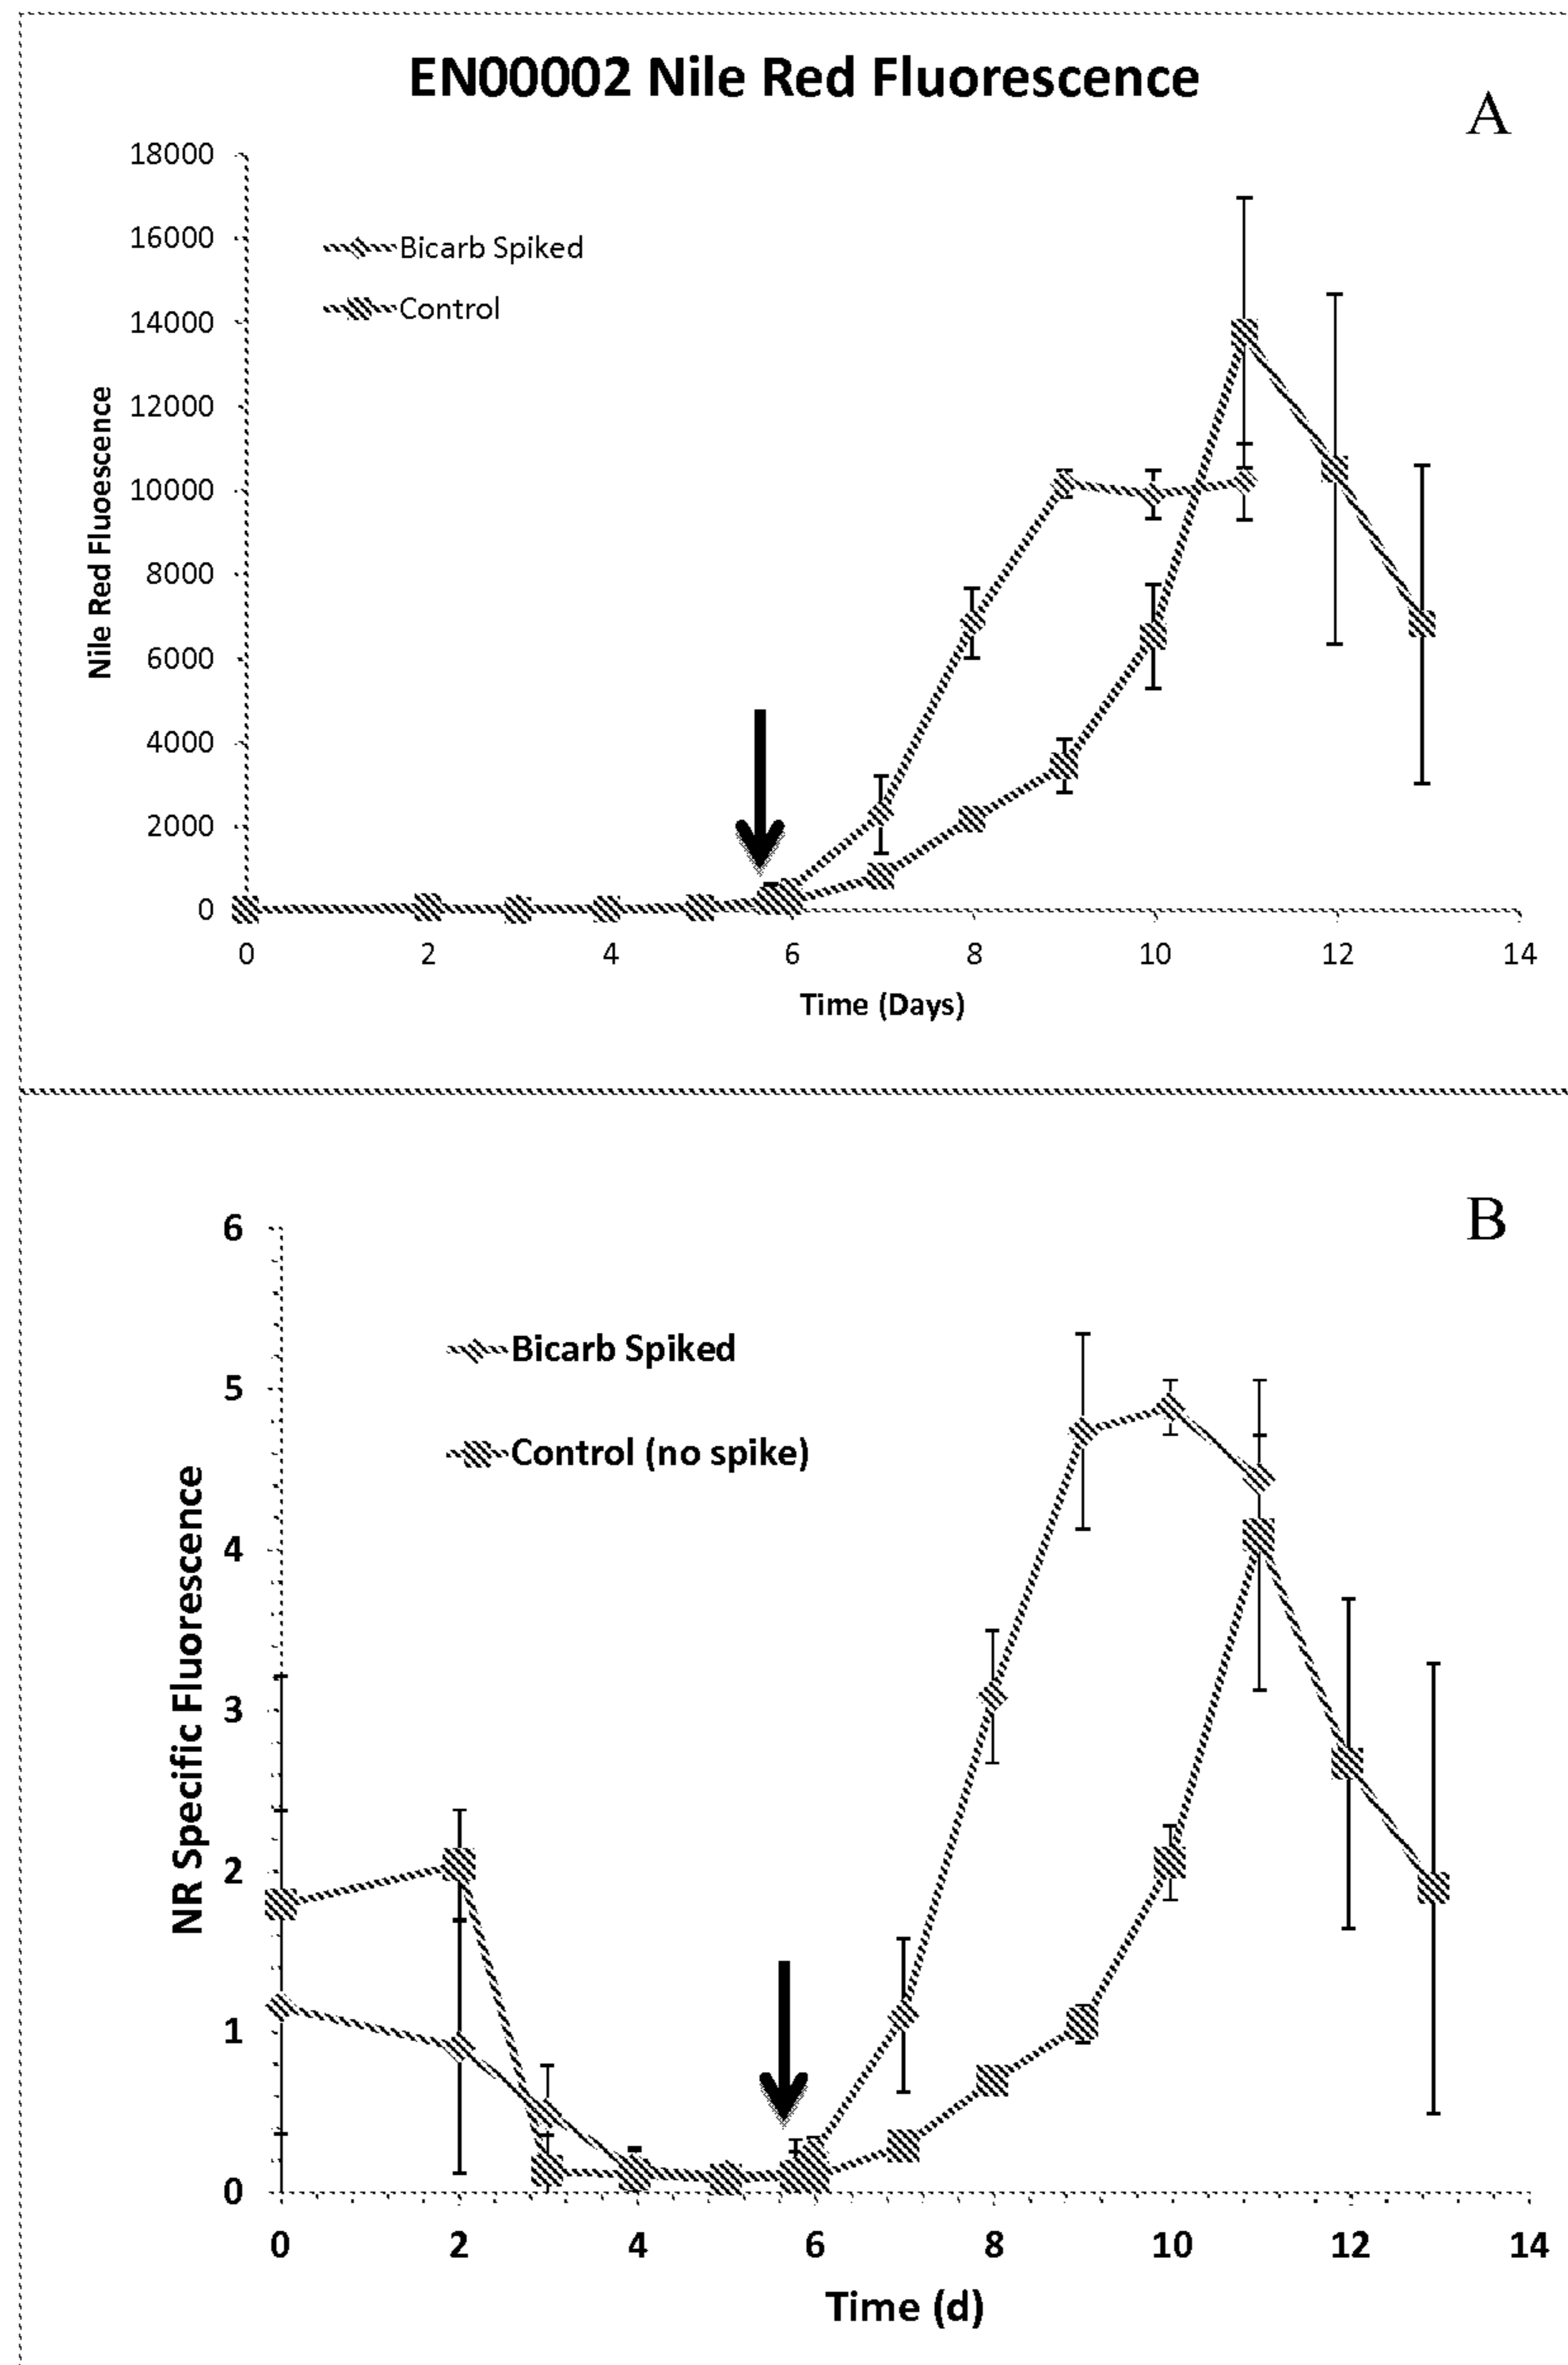 EN00002 Nile Red Fluorescence
A
18000
16000
14000
12000
10000
8000
6000
4000
2000
0
Nile Red Fluoescence
Bicarb Spiked
Control
0 2 4 6 8 10 12 14
Time (Days)
B
6
5
4
3
2
1
0
NR Specific Fluorescence
Bicarb Spiked
Control (no spike)
0 2 4 6 8 10 12 14
Time (d)